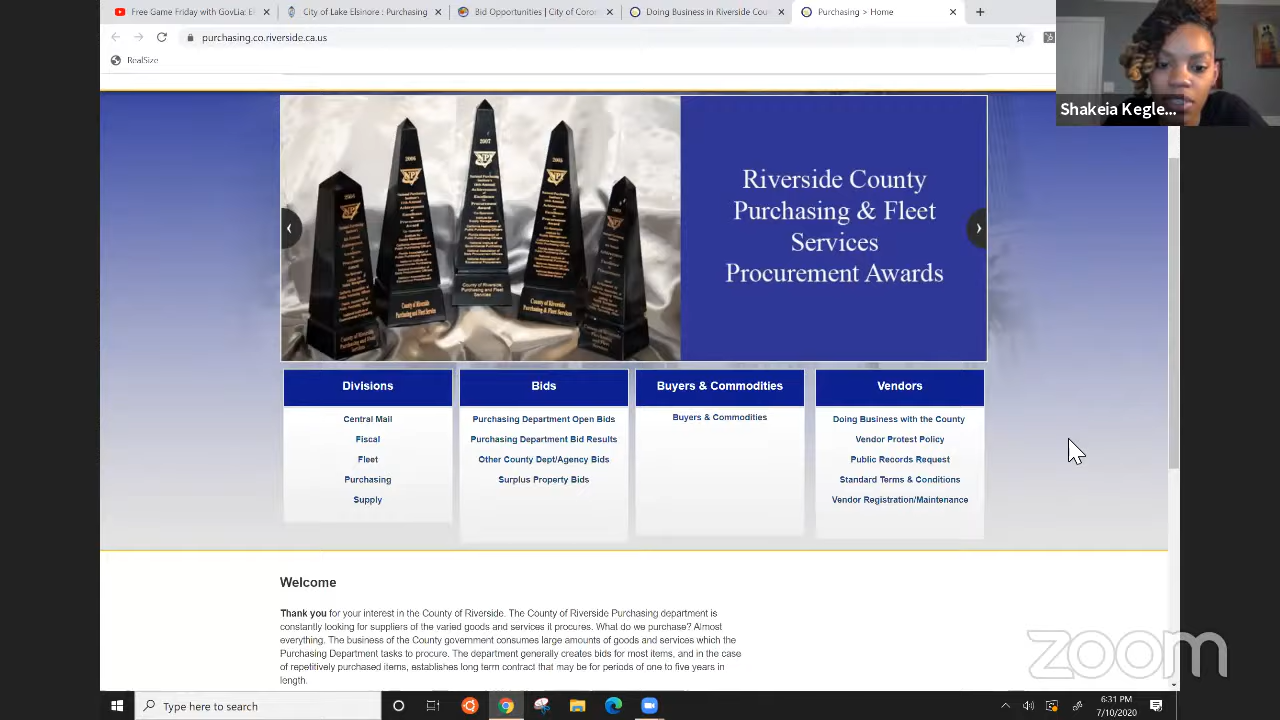 Free Game Friday with GovLia: El
City of Lake Elsinore : Purchasing
Bid Opportunities | City of Coron
Doing Business in Riverside Cou
Purchasing > Home
purchasing.co.riverside.ca.us
RealSize
Shakeia Kegle...
2006
2007
2005
NPI
Riverside County
Purchasing & Fleet
Services
Procurement Awards
Divisions
Central Mail
Fiscal
Fleet
Purchasing
Supply
Bids
Purchasing Department Open Bids
Purchasing Department Bid Results
Other County Dept/Agency Bids
Surplus Property Bids
Buyers & Commodities
Buyers & Commodities
Vendors
Doing Business with the County
Vendor Protest Policy
Public Records Request
Standard Terms & Conditions
Vendor Registration/Maintenance
Welcome
Thank you for your interest in the County of Riverside. The County of Riverside Purchasing department is
constantly looking for suppliers of the varied goods and services it procures. What do we purchase? Almost
everything. The business of the County government consumes large amounts of goods and services which the
Purchasing Department tasks to procure. The department generally creates bids for most items, and in the case
of repetitively purchased items, establishes long term contract that may be for periods of one to five years in
length.
zoom
Type here to search
6:31 PM
7/10/2020